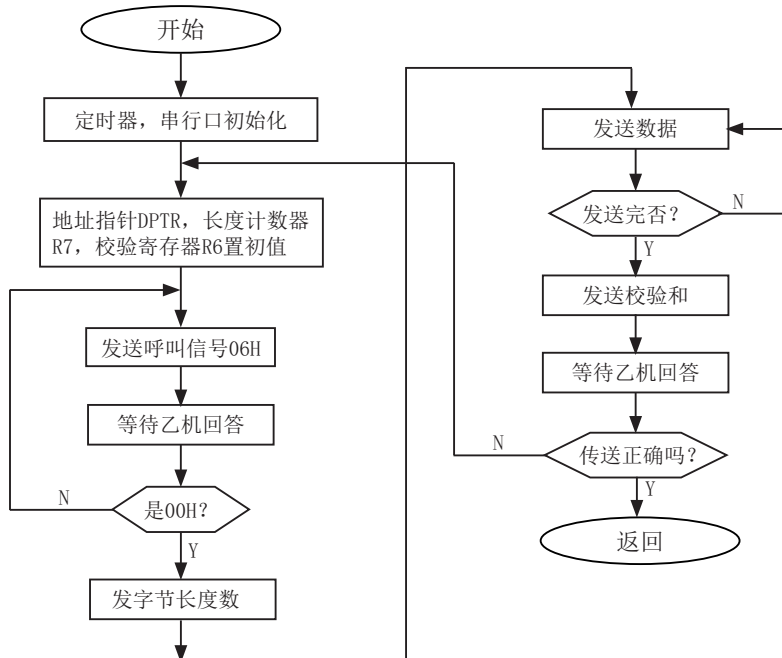 开始
定时器，串行口初始化
地址指针DPTR，长度计数器
R7，校验寄存器R6置初值
发送呼叫信号06H
等待乙机回答
N
是00H？
Y
发字节长度数
发送数据
发送完否？
N
Y
发送校验和
等待乙机回答
N
传送正确吗？
Y
返回